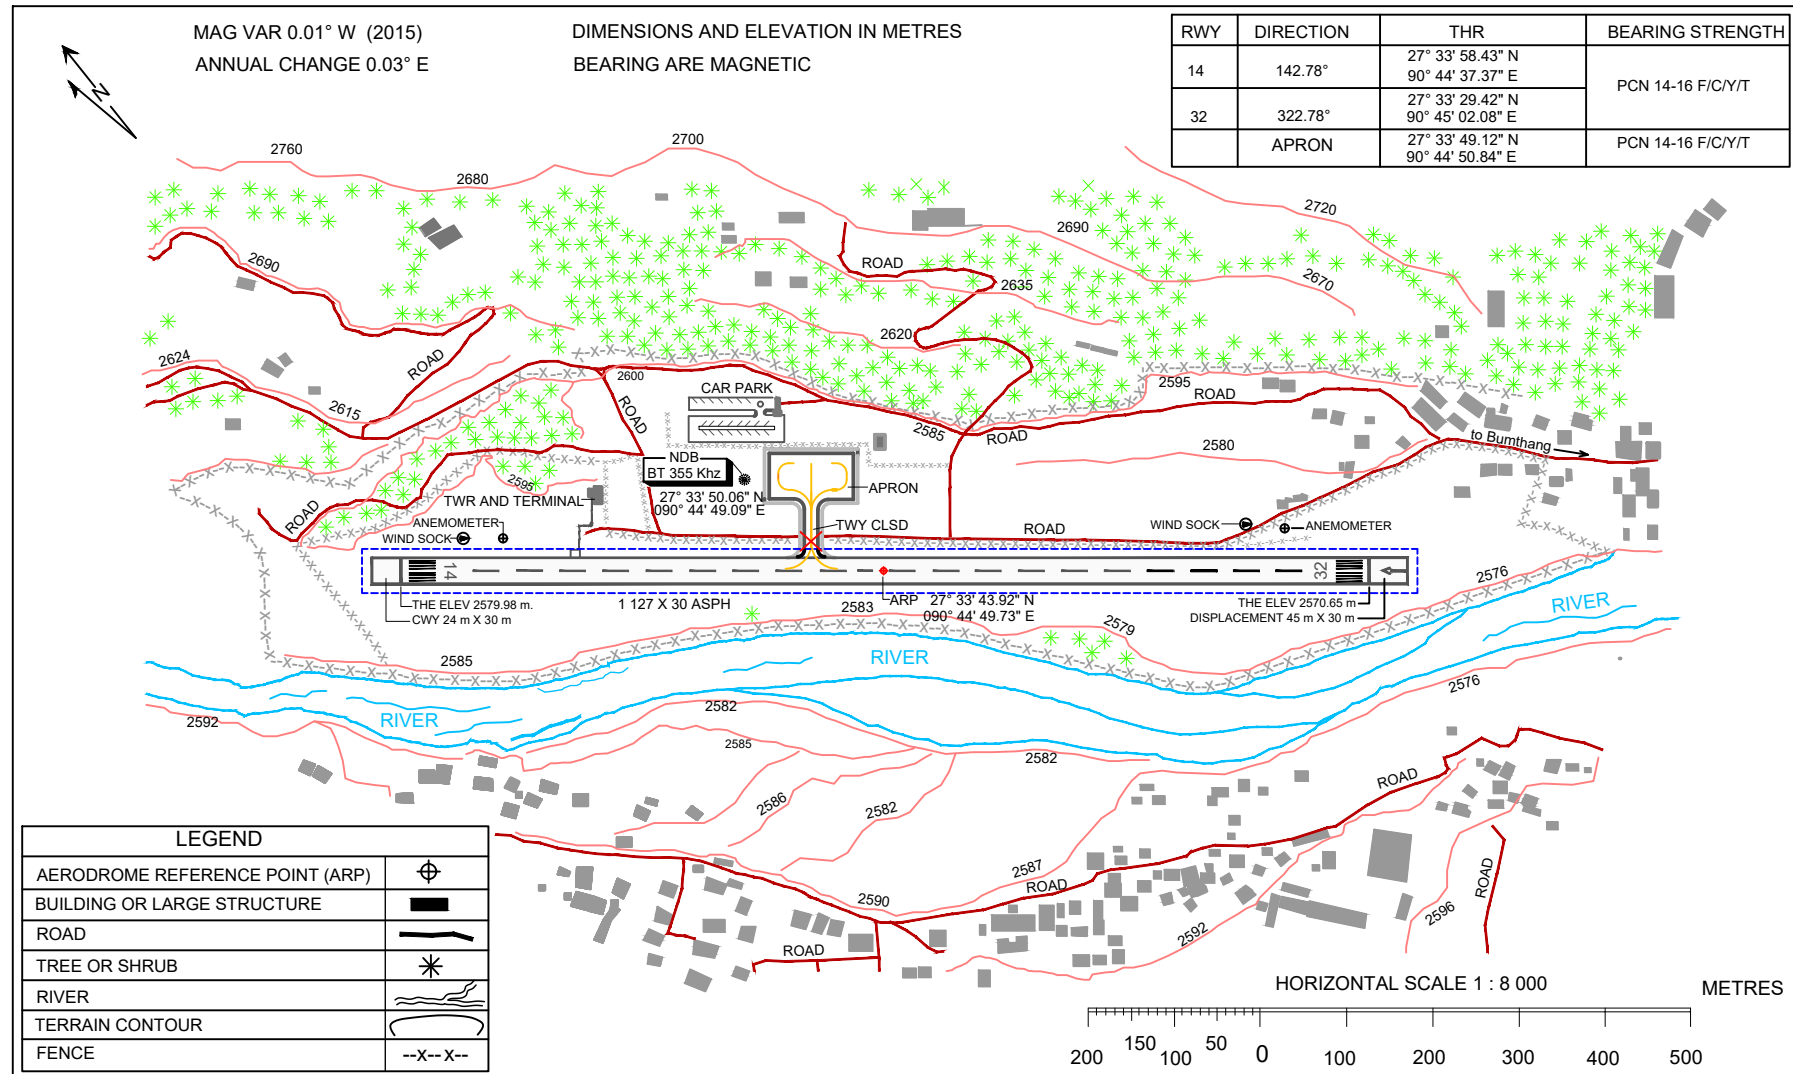 MAG VAR 0.01° W (2015)
ANNUAL CHANGE 0.03° E
DIMENSIONS AND ELEVATION IN METRES
BEARING ARE MAGNETIC
N
RWY DIRECTION THR BEARING STRENGTH
14 142.78° 27° 33' 58.43" N
90° 44' 37.37" E
PCN 14-16 F/C/Y/T
32 322.78° 27° 33' 29.42" N
90° 45' 02.08" E
APRON 27° 33' 49.12" N
90° 44' 50.84" E
PCN 14-16 F/C/Y/T
2760
2700
2680
2720
2690
2690
ROAD
2670
2635
2620
2624
ROAD
2600
2595
CAR PARK
ROAD
2615
ROAD
2585
ROAD
2580
to Bumthang
NDB
BT 355 Khz
2595
APRON
TWR AND TERMINAL
27° 33' 50.06" N
090° 44' 49.09" E
ROAD
ANEMOMETER
WIND SOCK
TWY CLSD
ROAD
WIND SOCK
ANEMOMETER
14
32
2576
THE ELEV 2579.98 m.
CWY 24 m X 30 m
1 127 X 30 ASPH
2583
ARP 27° 33' 43.92" N
090° 44' 49.73" E
THE ELEV 2570.65 m
DISPLACEMENT 45 m X 30 m
RIVER
2579
2585
RIVER
2576
2592
RIVER
2582
2585
2582
2586
2582
ROAD
2587
ROAD
2590
2592
ROAD
2596
ROAD
LEGEND
AERODROME REFERENCE POINT (ARP)
BUILDING OR LARGE STRUCTURE
ROAD
TREE OR SHRUB
RIVER
TERRAIN CONTOUR
FENCE --X--X--
HORIZONTAL SCALE 1 : 8 000
METRES
200 150 100 50 0 100 200 300 400 500